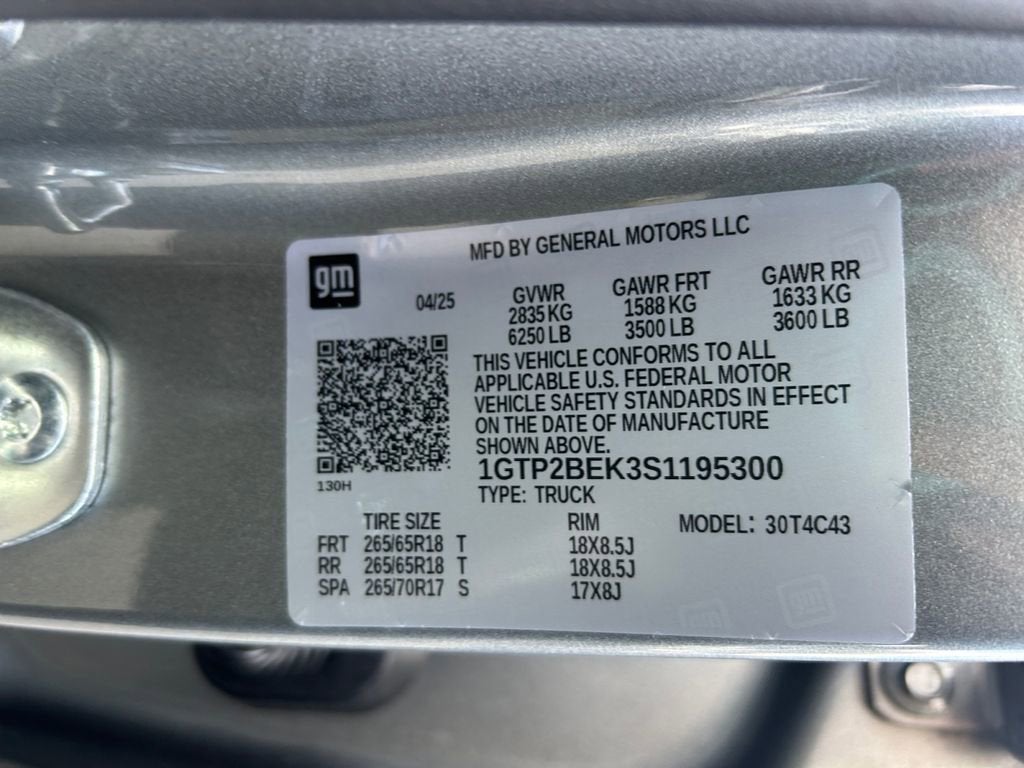 MFD BY GENERAL MOTORS LLC
gm
04/25
GVWR GAWR FRT GAWR RR
2835 KG 1588 KG 1633 KG
6250 LB 3500 LB 3600 LB
THIS VEHICLE CONFORMS TO ALL
APPLICABLE U.S. FEDERAL MOTOR
VEHICLE SAFETY STANDARDS IN EFFECT
ON THE DATE OF MANUFACTURE
SHOWN ABOVE.
1GTP2BEK3S1195300
130H
TYPE: TRUCK
TIRE SIZE RIM MODEL: 30T4C43
FRT 265/65R18 T 18X8.5J
RR 265/65R18 T 18X8.5J
SPA 265/70R17 S 17X8J
gm
gm
gm